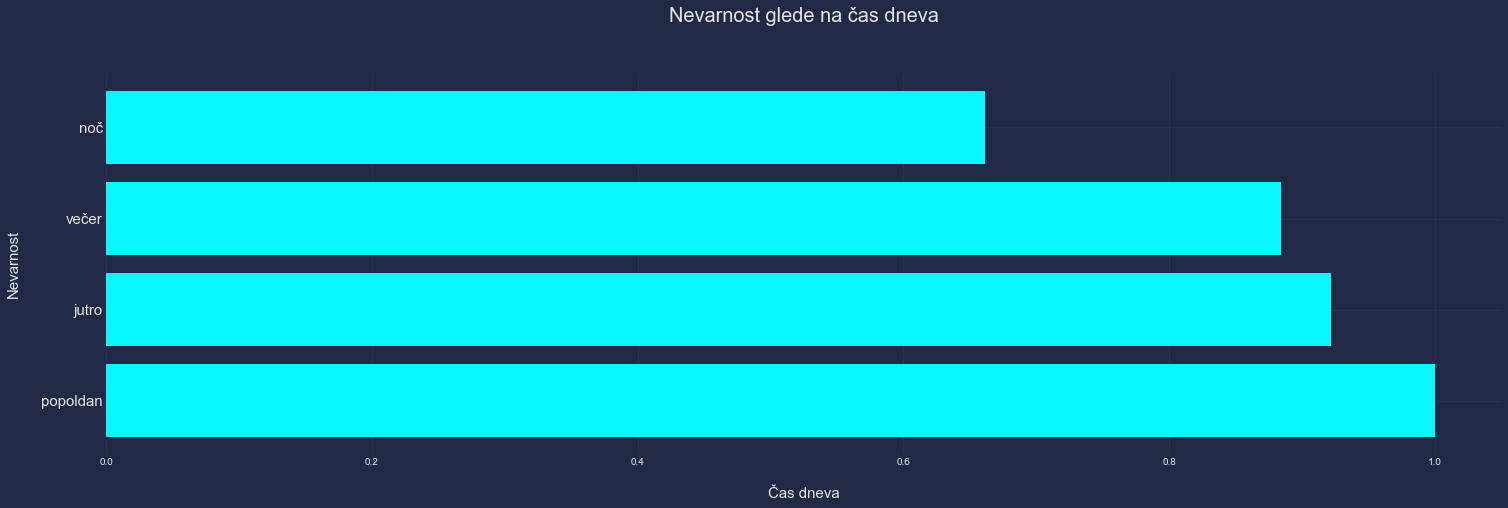 Nevarnost glede na čas dneva
Nevarnost
noč
večer
jutro
popoldan
0.0 0.2 0.4 0.6 0.8 1.0
Čas dneva